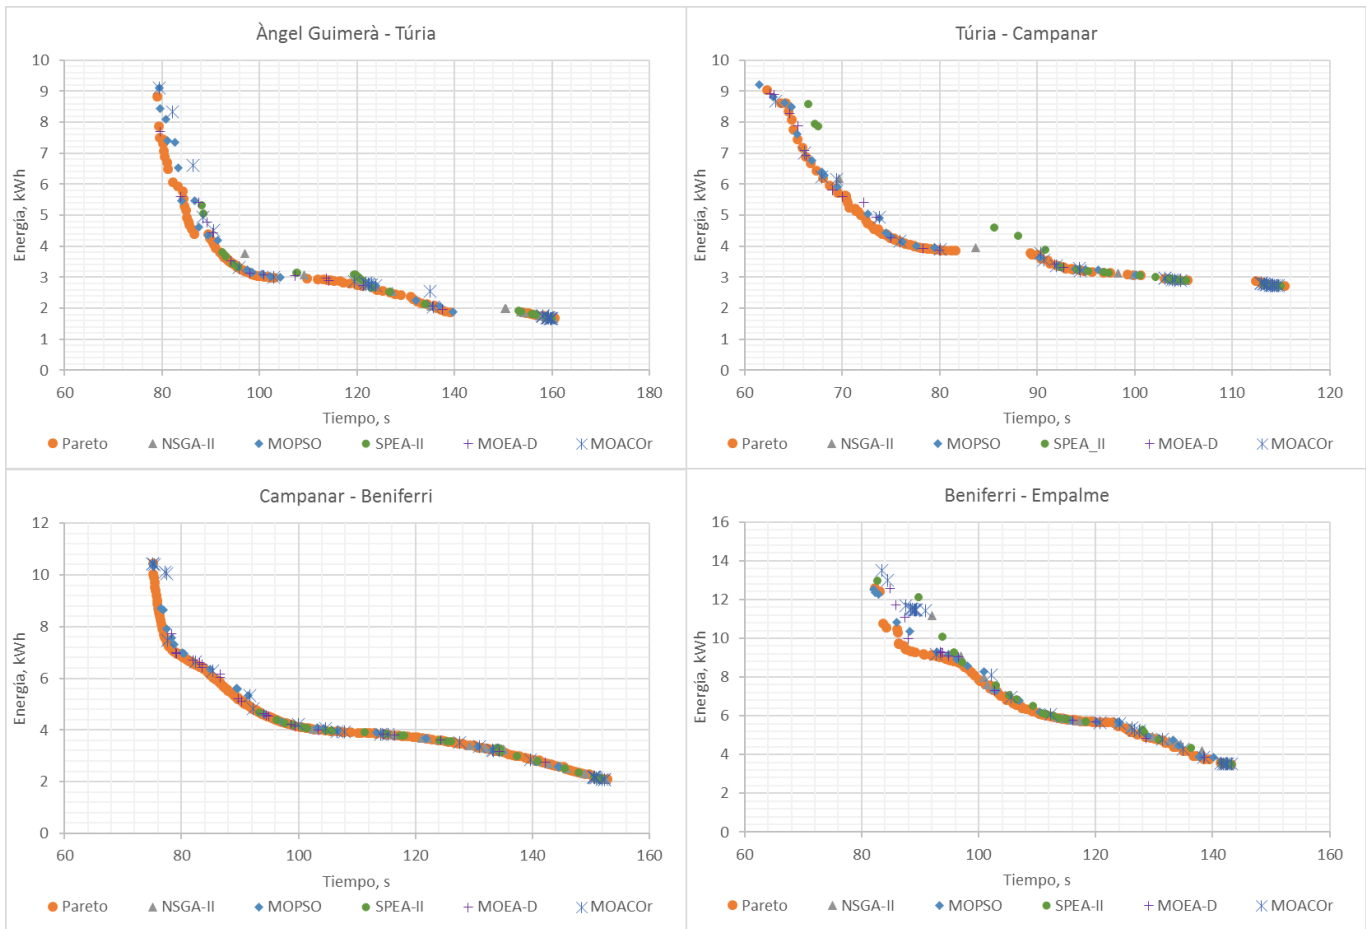 Àngel Guimerà - Túria
10
9
8
7
6
5
4
3
2
1
0
Energía, kWh
60 80 100 120 140 160 180
Tiempo, s
Pareto NSGA-II MOPSO SPEA-II MOEA-D MOACOr
Túria - Campanar
10
9
8
7
6
5
4
3
2
1
0
Energía, kWh
60 70 80 90 100 110 120
Tiempo, s
Pareto NSGA-II MOPSO SPEA_II MOEA-D MOACOr
Campanar - Beniferri
12
10
8
6
4
2
0
Energía, kWh
60 80 100 120 140 160
Tiempo, s
Pareto NSGA-II MOPSO SPEA-II MOEA-D MOACOr
Beniferri - Empalme
16
14
12
10
8
6
4
2
0
Energía, kWh
60 80 100 120 140 160
Tiempo, s
Pareto NSGA-II MOPSO SPEA-II MOEA-D MOACOr